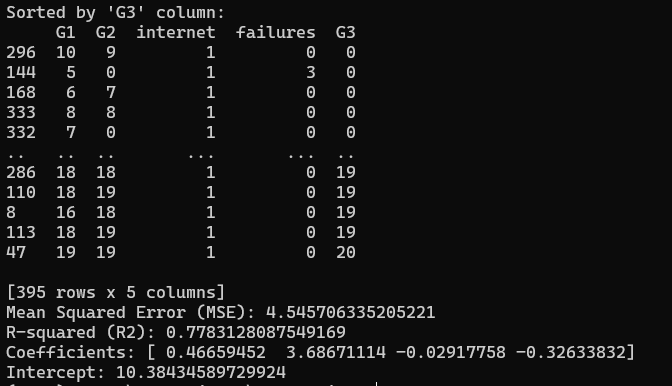 Sorted by 'G3' column:
G1 G2 internet failures G3
296 10 9 1 0 0
144 5 0 1 3 0
168 6 7 1 0 0
333 8 8 1 0 0
332 7 0 1 0 0
.. .. .. ... ... ..
286 18 18 1 0 19
110 18 19 1 0 19
8 16 18 1 0 19
113 18 19 1 0 19
47 19 19 1 0 20
[395 rows x 5 columns]
Mean Squared Error (MSE): 4.545706335205221
R-squared (R2): 0.7783128087549169
Coefficients: [ 0.46659452 3.68671114 -0.02917758 -0.32633832]
Intercept: 10.38434589729924